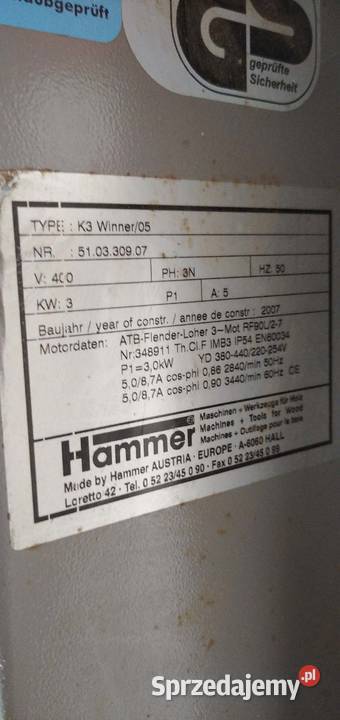 staubgeprüft
GS
geprüfte
Sicherheit
TYPE : K3 Winner/05
NR. : 51.03.309.07
V: 400 PH: 3N HZ: 50
KW: 3 P1 A: 5
Baujahr / year of constr. / annee de constr : 2007
Motordaten: ATB-Flender-Loher 3~Mot RF90L/2-7
Nr:348911 Th.Cl.F IMB3 IP54 EN60034
P1=3,0kW YD 380-440/220-254V
5,0/8,7A cos-phi 0,86 2840/min 50Hz
5,0/8,7A cos-phi 0,90 3440/min 60Hz CE
Hammer
Maschinen + Werkzeuge für Holz
Machines + Tools for Wood
Machines + Outillage pour le bois
Made by Hammer AUSTRIA · EUROPE · A-6060 HALL
Loretto 42 · Tel. 0 52 23/45 0 90 · Fax 0 52 23/45 0 99
Sprzedajemy.pl